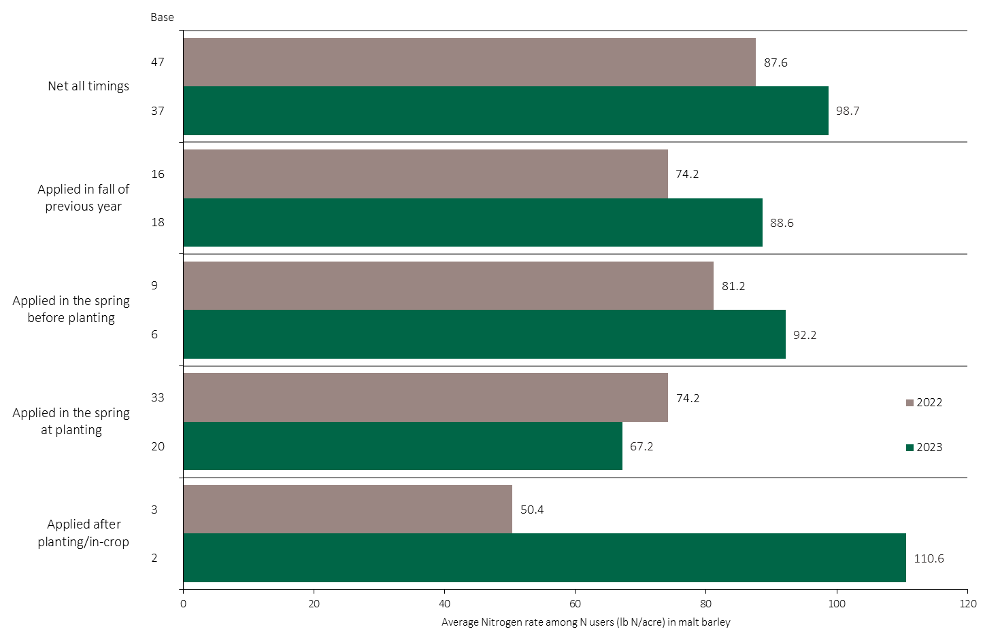 Base
47
87.6
Net all timings
37
98.7
16
74.2
Applied in fall of
previous year
18
88.6
9
81.2
Applied in the spring
before planting
6
92.2
33
74.2
2022
Applied in the spring
at planting
20
67.2
2023
3
50.4
Applied after
planting/in-crop
2
110.6
0 20 40 60 80 100 120
Average Nitrogen rate among N users (lb N/acre) in malt barley